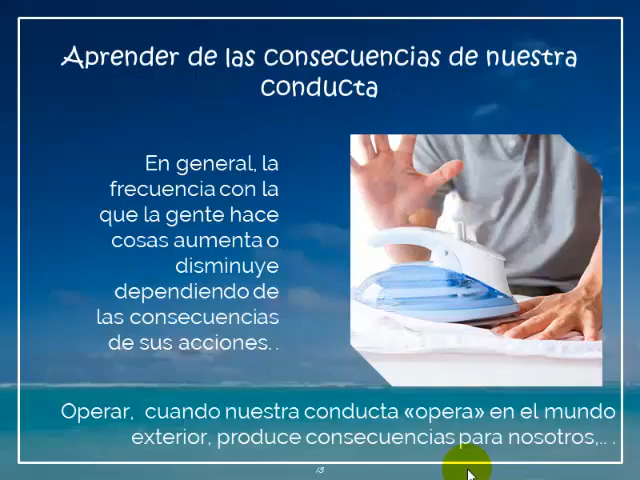 Aprender de las consecuencias de nuestra
conducta
En general, la
frecuencia con la
que la gente hace
cosas aumenta o
disminuye
dependiendo de
las consecuencias
de sus acciones. .
Operar,  cuando nuestra conducta «opera» en el mundo
exterior, produce consecuencias para nosotros,.. .
15